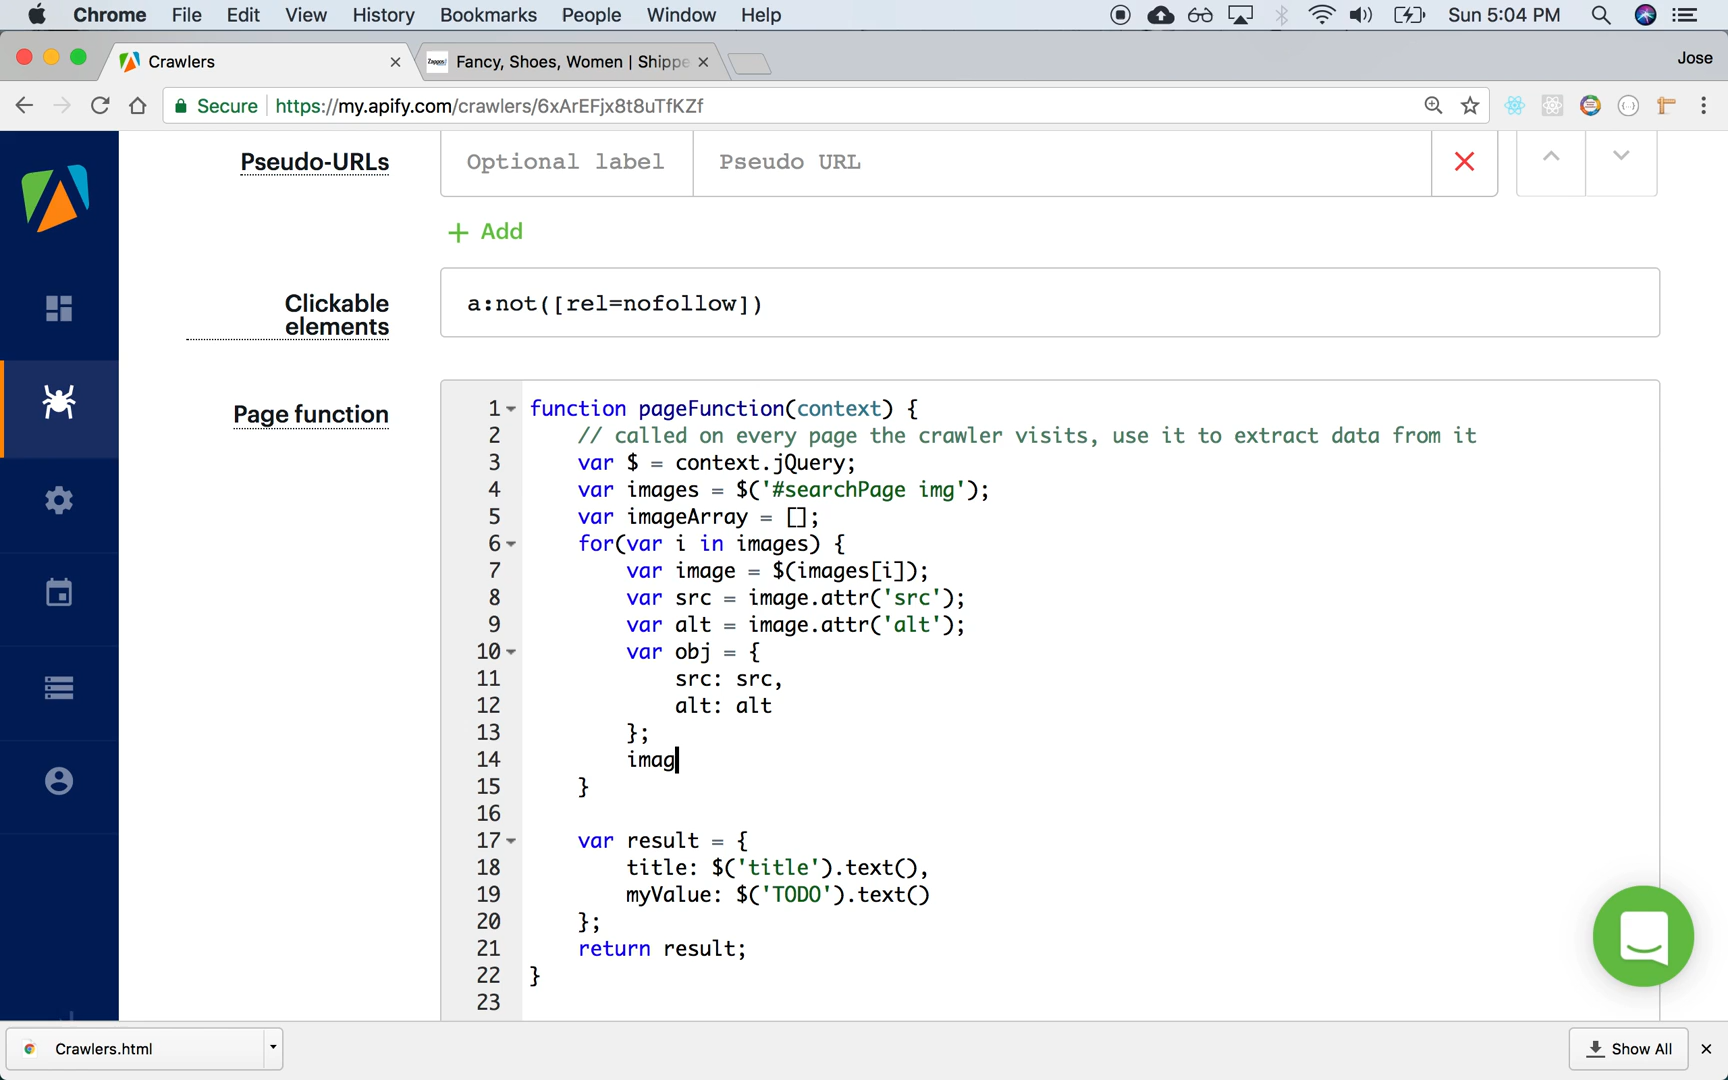 Chrome File Edit View History Bookmarks People Window Help Sun 5:04 PM
Crawlers Fancy, Shoes, Women | Shippe Jose
Secure https://my.apify.com/crawlers/6xArEFjx8t8uTfKZf
Pseudo-URLs Optional label Pseudo URL
+ Add
Clickable
elements
a:not([rel=nofollow])
Page function
1 function pageFunction(context) {
2 // called on every page the crawler visits, use it to extract data from it
3 var $ = context.jQuery;
4 var images = $('#searchPage img');
5 var imageArray = [];
6 for(var i in images) {
7 var image = $(images[i]);
8 var src = image.attr('src');
9 var alt = image.attr('alt');
10 var obj = {
11 src: src,
12 alt: alt
13 };
14 imag
15 }
16
17 var result = {
18 title: $('title').text(),
19 myValue: $('TODO').text()
20 };
21 return result;
22 }
23
Crawlers.html Show All